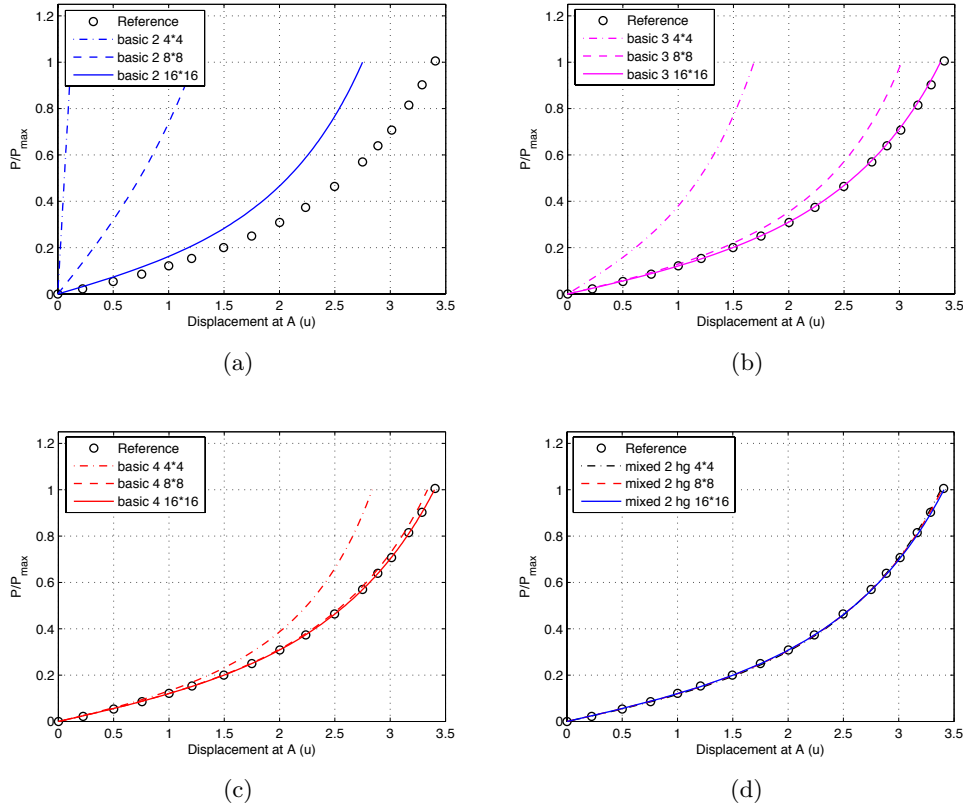 Reference
basic 2 4*4
basic 2 8*8
basic 2 16*16
1.2
1
0.8
0.6
0.4
0.2
0
P/Pmax
0 0.5 1 1.5 2 2.5 3 3.5
Displacement at A (u)
(a)
Reference
basic 3 4*4
basic 3 8*8
basic 3 16*16
1.2
1
0.8
0.6
0.4
0.2
0
P/Pmax
0 0.5 1 1.5 2 2.5 3 3.5
Displacement at A (u)
(b)
Reference
basic 4 4*4
basic 4 8*8
basic 4 16*16
1.2
1
0.8
0.6
0.4
0.2
0
P/Pmax
0 0.5 1 1.5 2 2.5 3 3.5
Displacement at A (u)
(c)
Reference
mixed 2 hg 4*4
mixed 2 hg 8*8
mixed 2 hg 16*16
1.2
1
0.8
0.6
0.4
0.2
0
P/Pmax
0 0.5 1 1.5 2 2.5 3 3.5
Displacement at A (u)
(d)